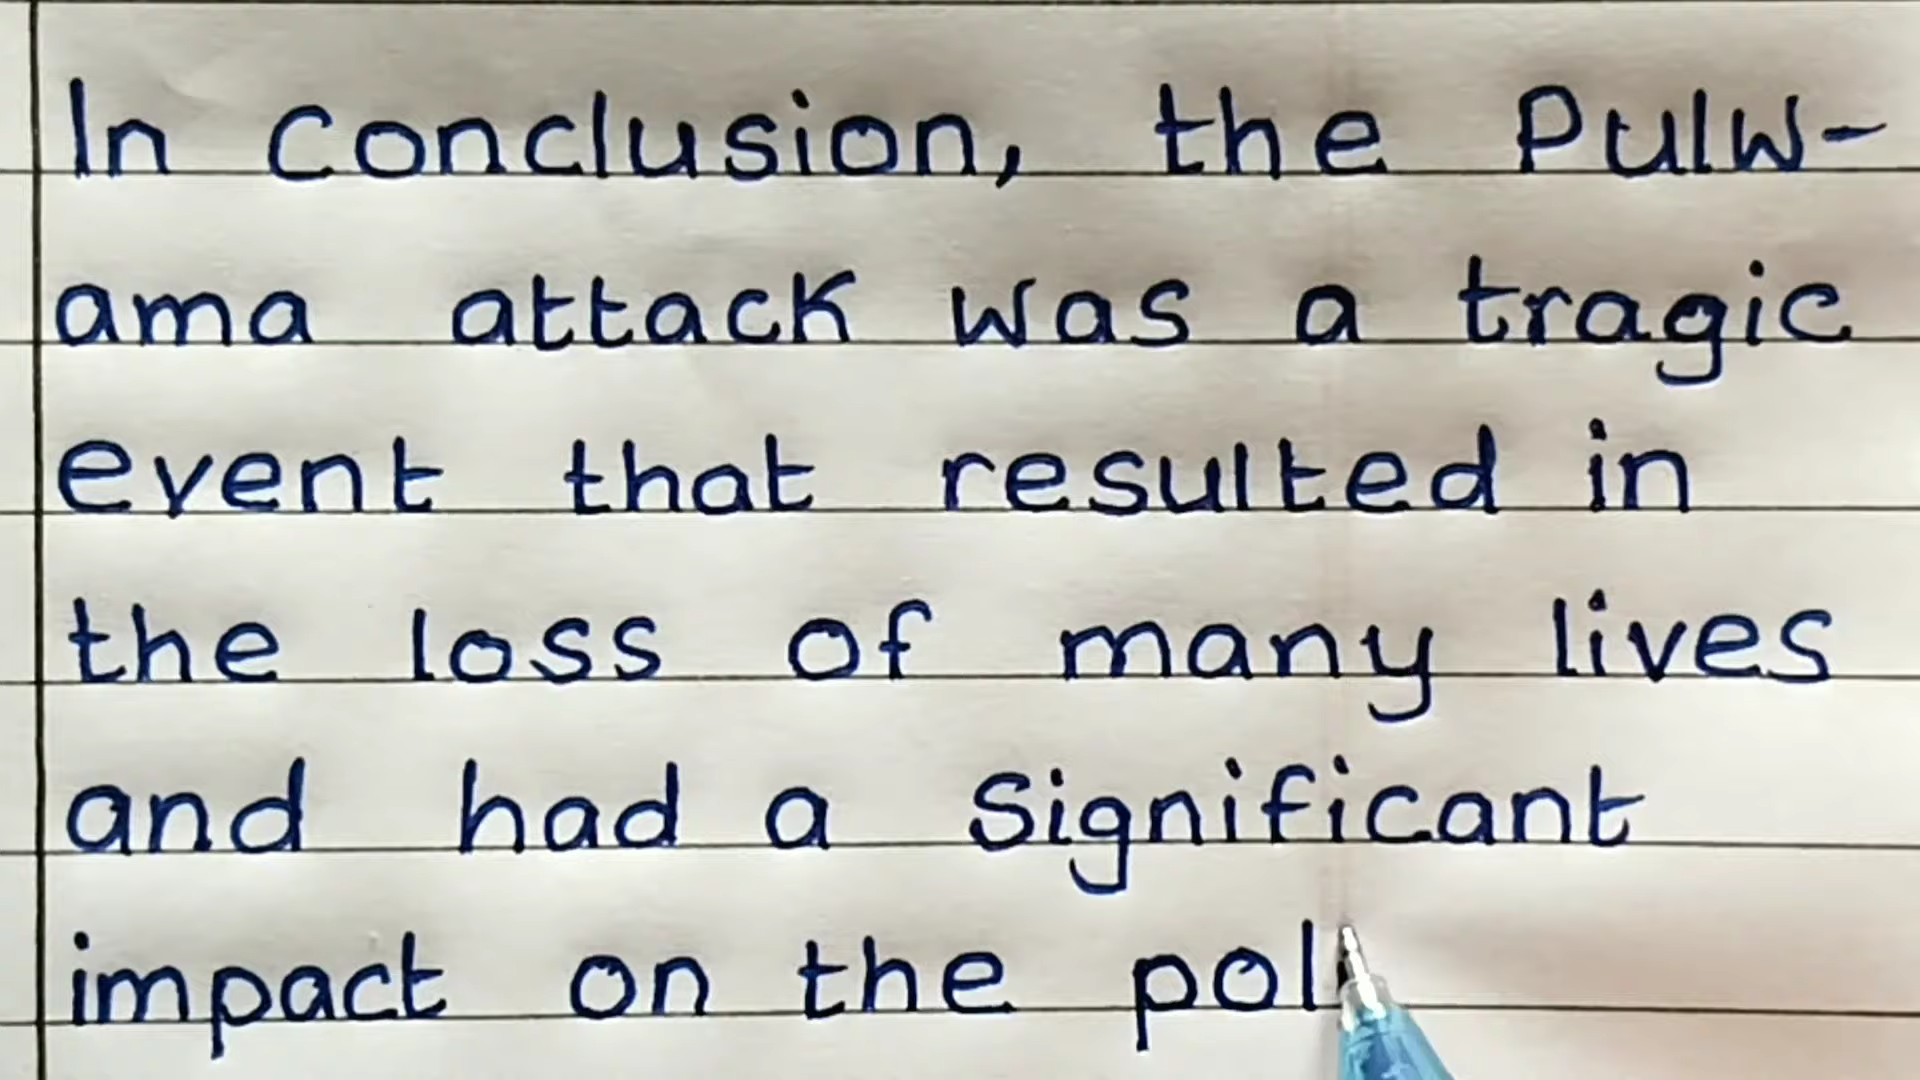 In conclusion, the Pulw-
ama attack was a tragic
event that resulted in
the loss of many lives
and had a significant
impact on the pol